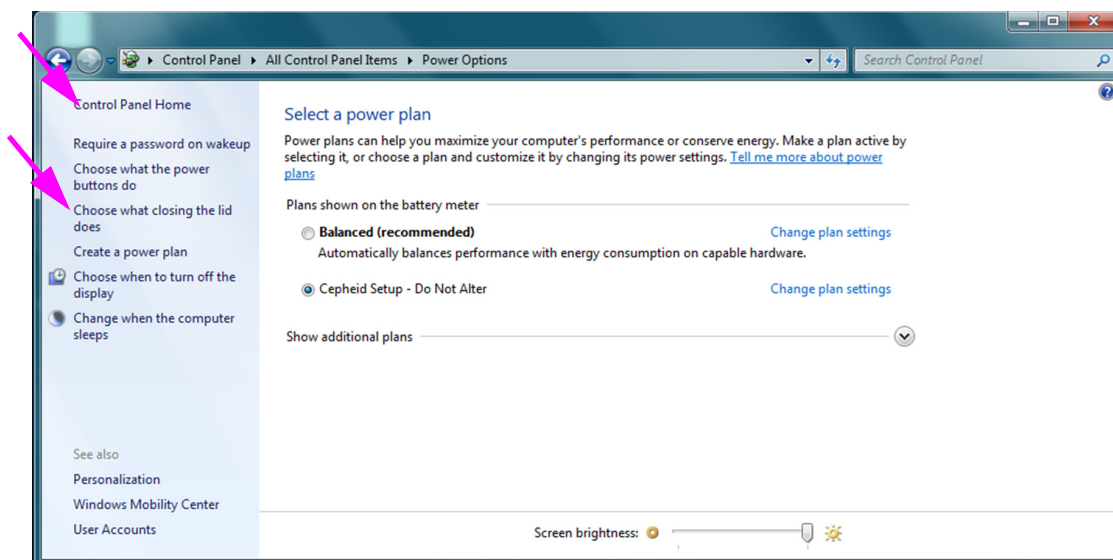 Control Panel
All Control Panel Items
Power Options
Search Control Panel
Control Panel Home
Require a password on wakeup
Choose what the power
buttons do
Choose what closing the lid
does
Create a power plan
Choose when to turn off the
display
Change when the computer
sleeps
See also
Personalization
Windows Mobility Center
User Accounts
Select a power plan
Power plans can help you maximize your computer's performance or conserve energy. Make a plan active by
selecting it, or choose a plan and customize it by changing its power settings. Tell me more about power
plans
Plans shown on the battery meter
Balanced (recommended) Change plan settings
Automatically balances performance with energy consumption on capable hardware.
Cepheid Setup - Do Not Alter Change plan settings
Show additional plans
Screen brightness: